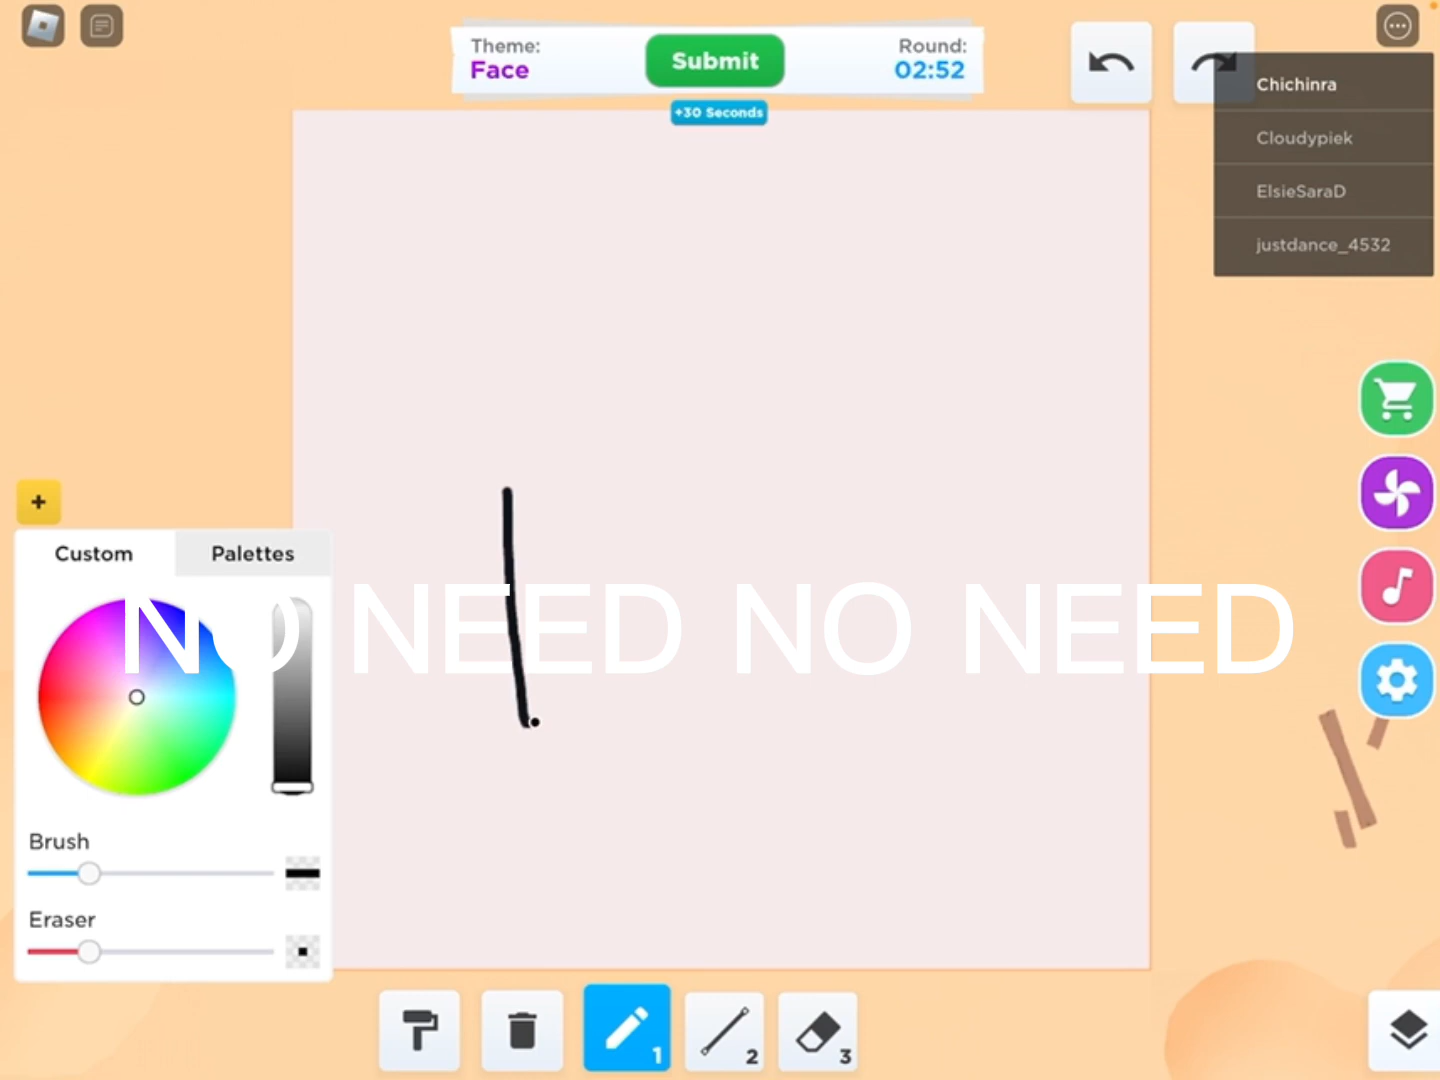 Theme:
Face
Submit
Round:
02:52
+30 Seconds
Chichinra
Cloudypiek
ElsieSaraD
justdance_4532
+
Custom
Palettes
NO NEED NO NEED
Brush
Eraser
1
2
3